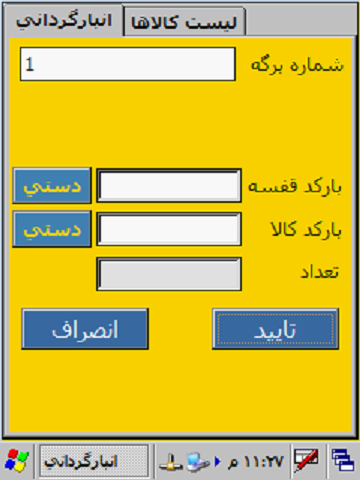 انبارگرداني
ليست کالاها
شماره برگه
1
بارکد قفسه
دستي
بارکد کالا
دستي
تعداد
تاييد
انصراف
انبارگرداني
۱۱:۲۷ م